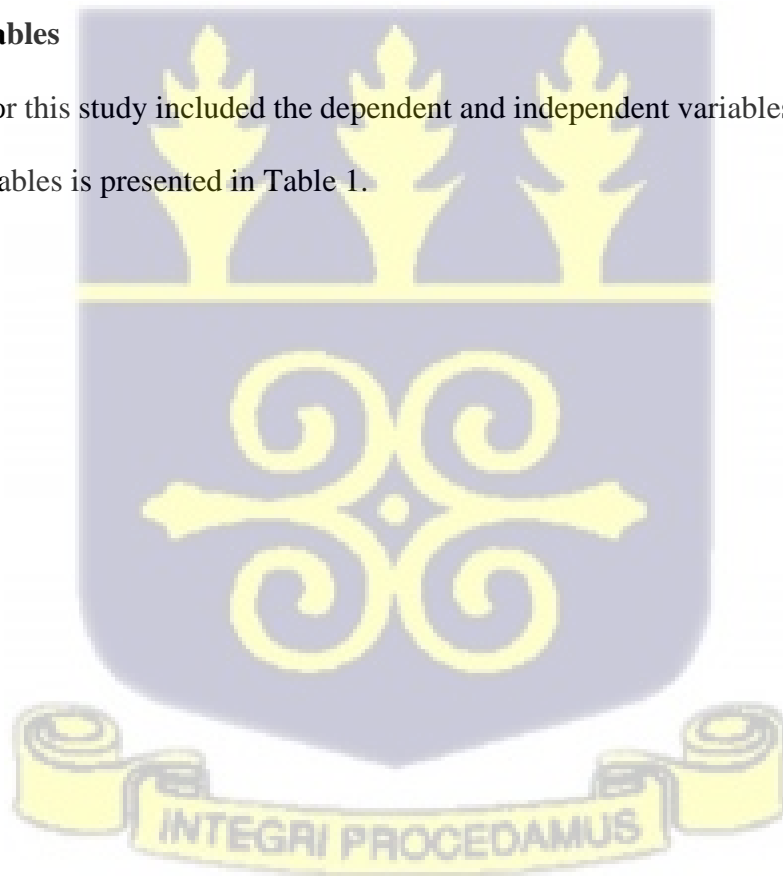 ables
or this study included the dependent and independent variables
ables is presented in Table 1.
INTEGRI PROCEDAMUS